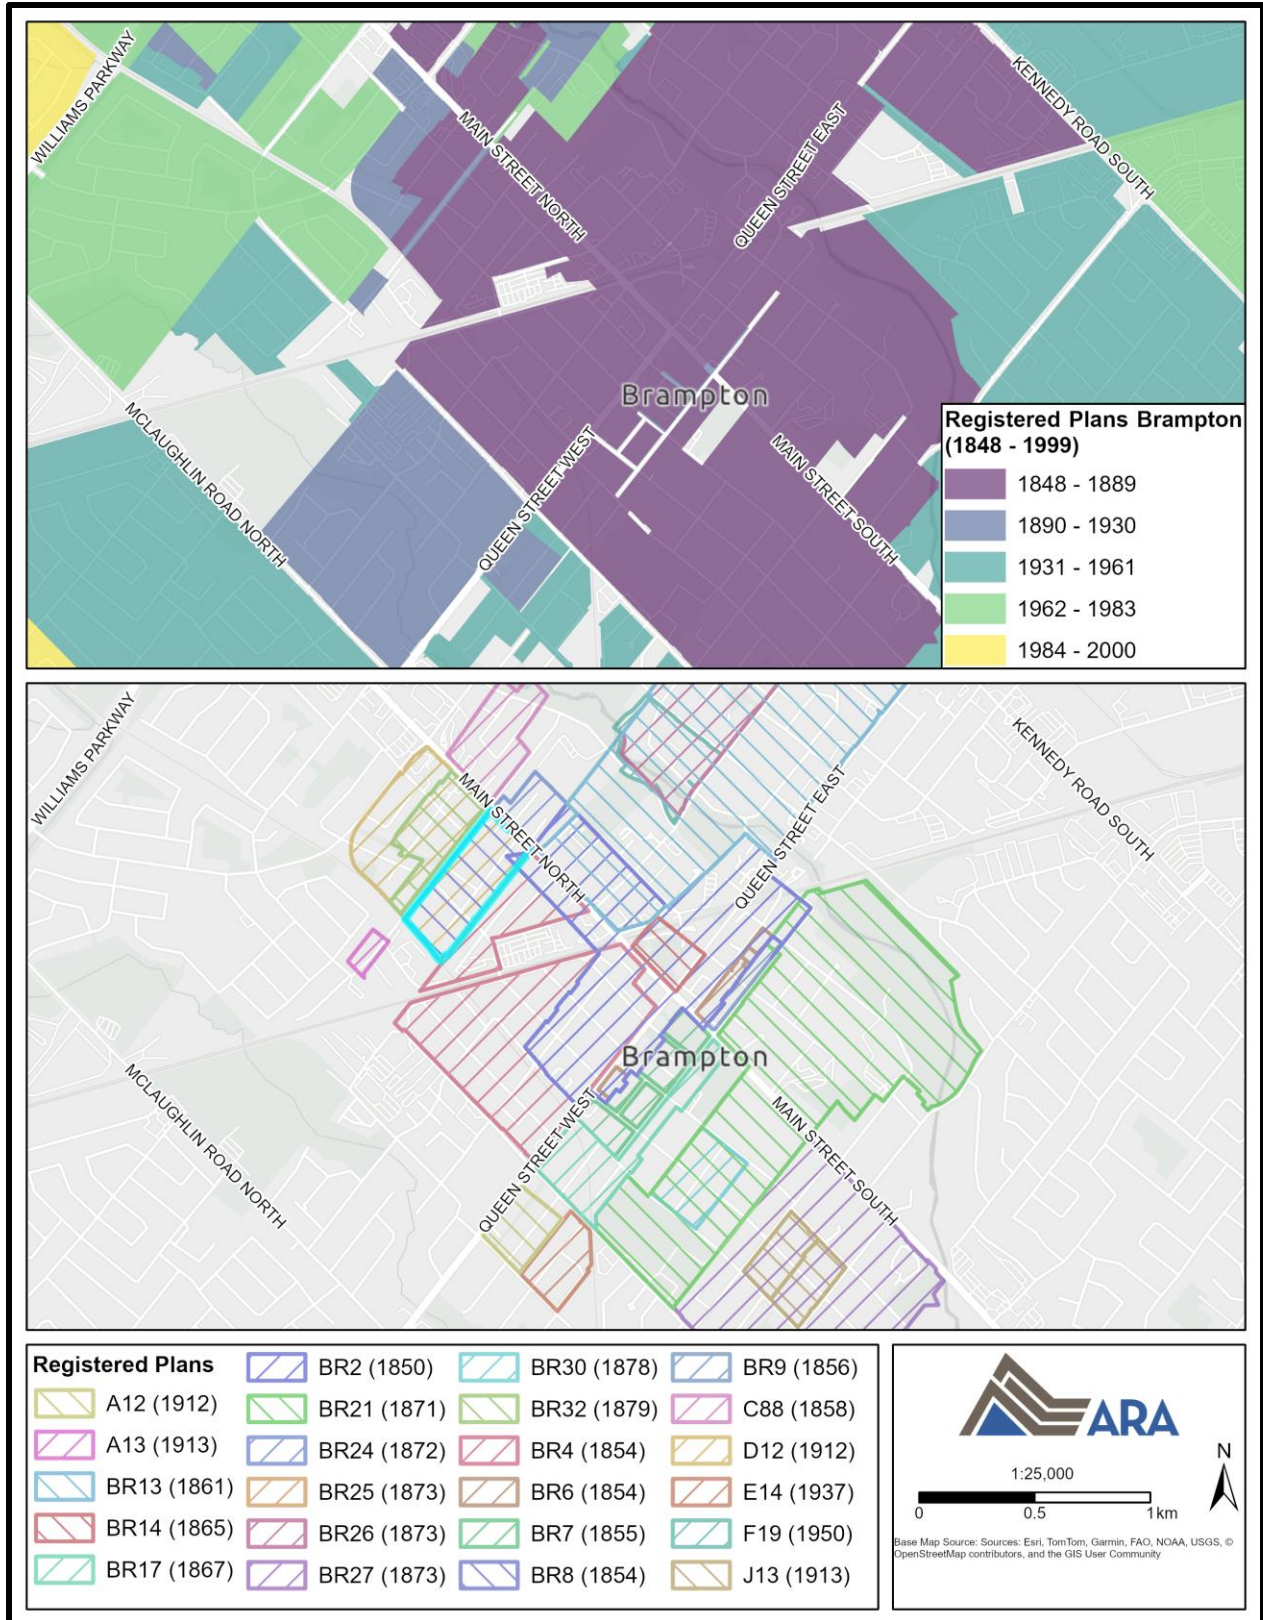 WILLIAMS PARKWAY
MAIN STREET NORTH
QUEEN STREET EAST
KENNEDY ROAD SOUTH
Brampton
MCLAUGHLIN ROAD NORTH
QUEEN STREET WEST
MAIN STREET SOUTH
Registered Plans Brampton
(1848 - 1999)
1848 - 1889
1890 - 1930
1931 - 1961
1962 - 1983
1984 - 2000
WILLIAMS PARKWAY
MAIN STREET NORTH
QUEEN STREET EAST
KENNEDY ROAD SOUTH
Brampton
MCLAUGHLIN ROAD NORTH
QUEEN STREET WEST
MAIN STREET SOUTH
Registered Plans
A12 (1912)
A13 (1913)
BR13 (1861)
BR14 (1865)
BR17 (1867)
BR2 (1850)
BR21 (1871)
BR24 (1872)
BR25 (1873)
BR26 (1873)
BR27 (1873)
BR30 (1878)
BR32 (1879)
BR4 (1854)
BR6 (1854)
BR7 (1855)
BR8 (1854)
BR9 (1856)
C88 (1858)
D12 (1912)
E14 (1937)
F19 (1950)
J13 (1913)
ARA
N
1:25,000
0 0.5 1km
Base Map Source: Sources: Esri, TomTom, Garmin, FAO, NOAA, USGS, ©
OpenStreetMap contributors, and the GIS User Community